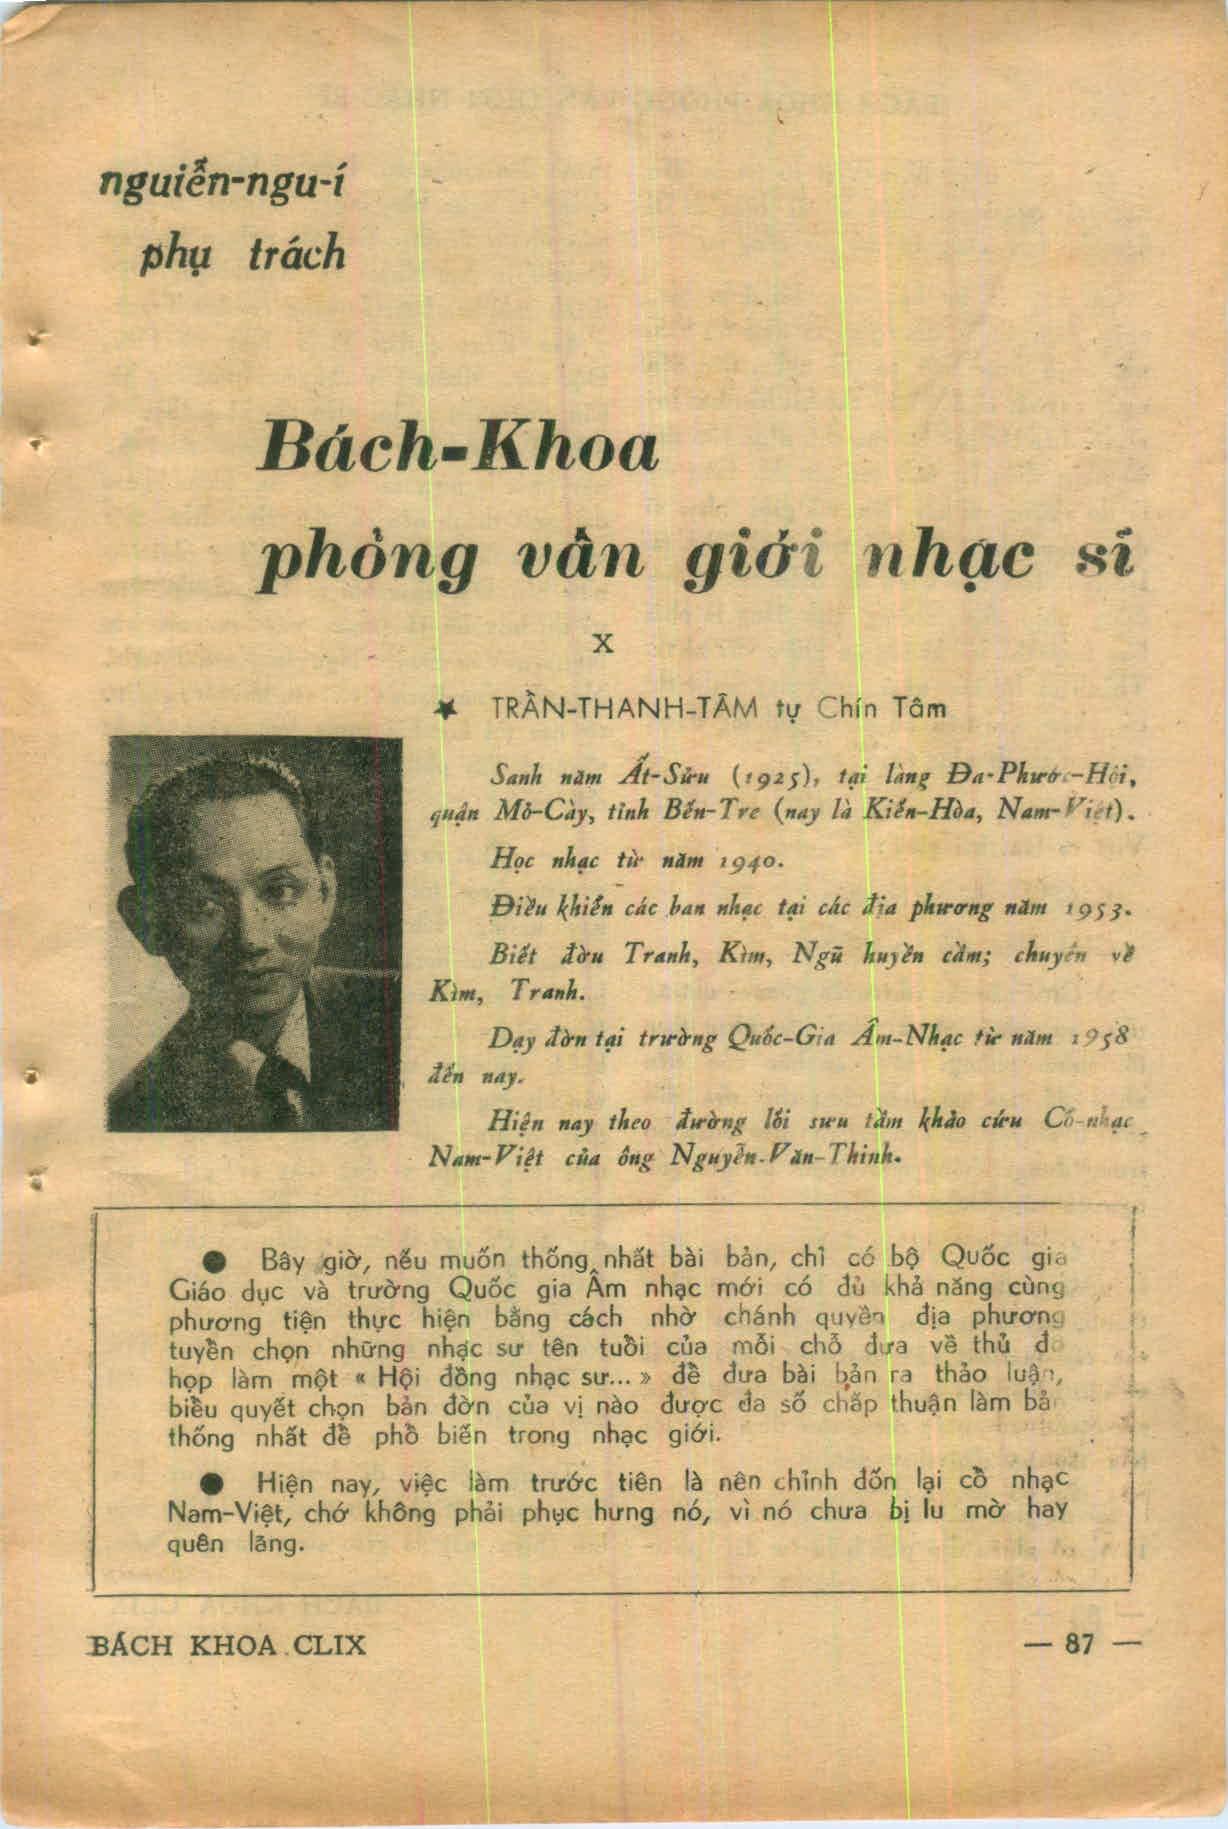 nguiễn-ngu-í
phụ trách
Bách-Khoa
phỏng vấn giới nhạc sĩ
X
★ TRẦN-THANH-TÂM tự Chín Tâm
Sanh năm Ất-Sửu (1925), tại làng Đa-Phước-Hội,
quận Mỏ-Cày, tỉnh Bến-Tre (nay là Kiến-Hòa, Nam-Việt).
Học nhạc từ năm 1940.
Điều khiển các ban nhạc tại các địa phương năm 1953.
Biết đờn Tranh, Kìm, Ngũ huyền cầm; chuyên về
Kìm, Tranh.
Dạy đờn tại trường Quốc-Gia Âm-Nhạc từ năm 1958
đến nay.
Hiện nay theo đường lối sưu tầm khảo cứu Cổ-nhạc
Nam-Việt của ông Nguyễn-Văn-Thinh.
● Bây giờ, nếu muốn thống nhất bài bản, chỉ có bộ Quốc gia
Giáo dục và trường Quốc gia Âm nhạc mới có đủ khả năng cùng
phương tiện thực hiện bằng cách nhờ chánh quyền địa phương
tuyển chọn những nhạc sư tên tuổi của mỗi chỗ đưa về thủ đô
họp làm một « Hội đồng nhạc sư... » để đưa bài bản ra thảo luận,
biểu quyết chọn bản đờn của vị nào được đa số chấp thuận làm bản
thống nhất để phổ biến trong nhạc giới.
● Hiện nay, việc làm trước tiên là nên chỉnh đốn lại cổ nhạc
Nam-Việt, chớ không phải phục hưng nó, vì nó chưa bị lu mờ hay
quên lãng.
BÁCH KHOA CLIX
— 87 —